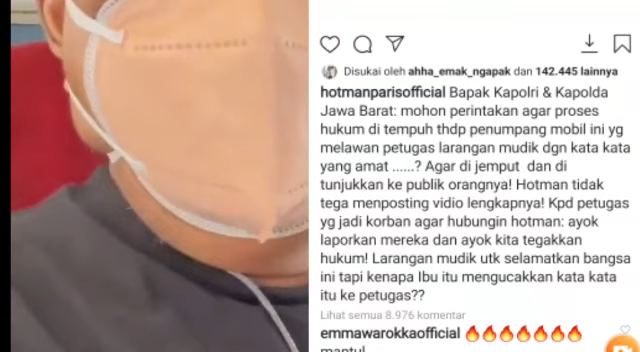 Disukai oleh ahha_emak_ngapak dan 142.445 lainnya
hotmanparisofficial Bapak Kapolri & Kapolda
Jawa Barat: mohon perintakan agar proses
hukum di tempuh thdp penumpang mobil ini yg
melawan petugas larangan mudik dgn kata kata
yang amat ......? Agar di jemput dan di
tunjukkan ke publik orangnya! Hotman tidak
tega menposting vidio lengkapnya! Kpd petugas
yg jadi korban agar hubungin hotman: ayok
laporkan mereka dan ayok kita tegakkan
hukum! Larangan mudik utk selamatkan bangsa
ini tapi kenapa Ibu itu mengucakkan kata kata
itu ke petugas??
Lihat semua 8.976 komentar
emmawarokkaofficial 🔥🔥🔥🔥🔥🔥🔥
mantul